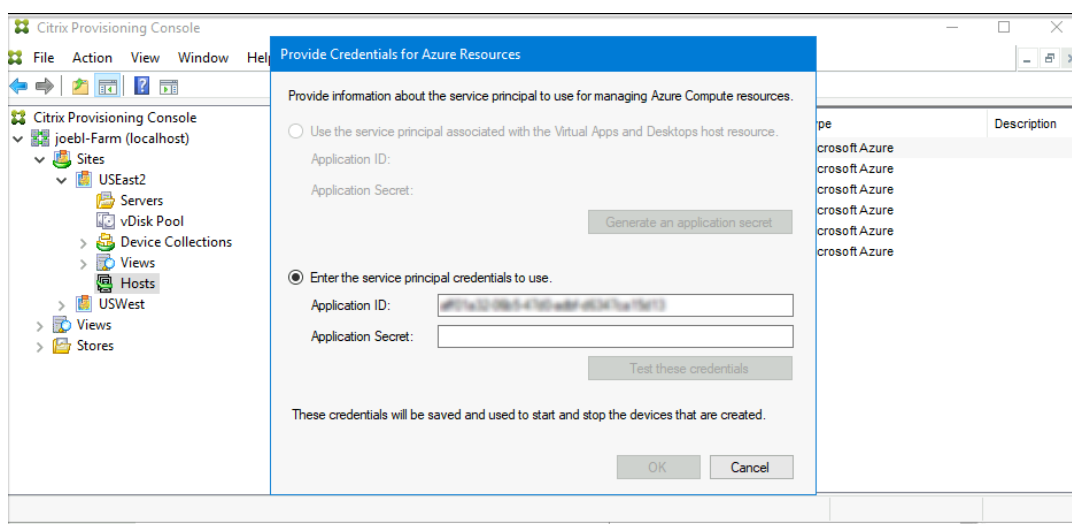 Citrix Provisioning Console
File Action View Window Hel
Provide Credentials for Azure Resources
Provide information about the service principal to use for managing Azure Compute resources.
Use the service principal associated with the Virtual Apps and Desktops host resource.
Application ID:
Application Secret:
Generate an application secret
Enter the service principal credentials to use.
Application ID:
Application Secret:
Test these credentials
These credentials will be saved and used to start and stop the devices that are created.
OK Cancel
Citrix Provisioning Console
joebl-Farm (localhost)
Sites
USEast2
Servers
vDisk Pool
Device Collections
Views
Hosts
USWest
Views
Stores
pe Description
crosoft Azure
crosoft Azure
crosoft Azure
crosoft Azure
crosoft Azure
crosoft Azure